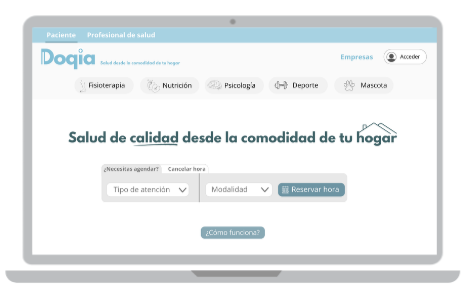 Paciente Profesional de salud
Doqia Salud desde la comodidad de tu hogar
Empresas Acceder
Fisioterapia Nutrición Psicología Deporte Mascota
Salud de calidad desde la comodidad de tu hogar
¿Necesitas agendar? Cancelar hora
Tipo de atención Modalidad Reservar hora
¿Cómo funciona?